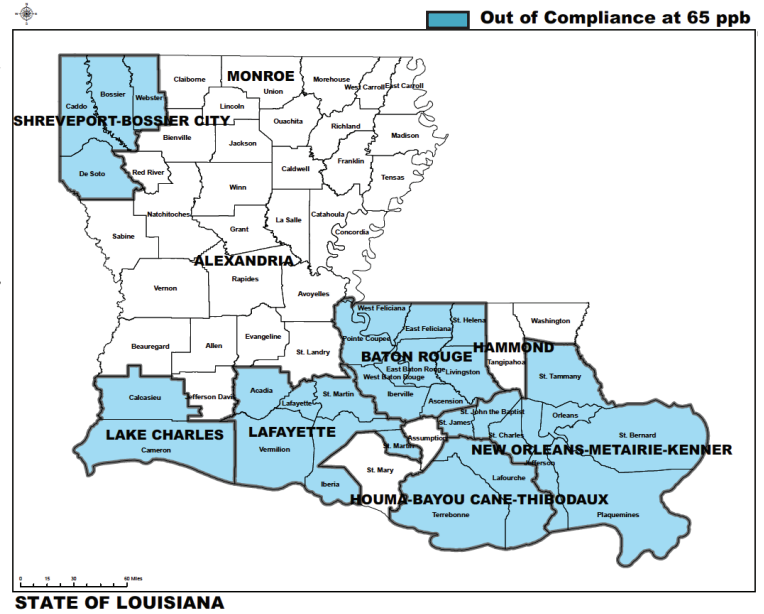 Out of Compliance at 65 ppb
Claiborne
MONROE
Union
Morehouse
West Carroll
East Carroll
Bossier
Webster
Caddo
Lincoln
Ouachita
SHREVEPORT-BOSSIER CITY
Richland
Madison
Bienville
Jackson
Franklin
De Soto
Red River
Caldwell
Tensas
Winn
Natchitoches
La Salle
Catahoula
Concordia
Sabine
Grant
ALEXANDRIA
Rapides
Vernon
Avoyelles
West Feliciana
East Feliciana
St. Helena
Washington
Beauregard
Allen
Evangeline
St. Landry
Pointe Coupee
BATON ROUGE
HAMMOND
Tangipahoa
East Baton Rouge
West Baton Rouge
Livingston
St. Tammany
Calcasieu
Jefferson Davis
Acadia
Lafayette
St. Martin
Iberville
Ascension
St. John the Baptist
Orleans
St. James
LAKE CHARLES
LAFAYETTE
Assumption
St. Charles
St. Bernard
Cameron
Vermilion
St. Martin
NEW ORLEANS-METAIRIE-KENNER
Jefferson
St. Mary
Iberia
Lafourche
HOUMA-BAYOU CANE-THIBODAUX
Terrebonne
Plaquemines
0 15 30 60 Miles
STATE OF LOUISIANA